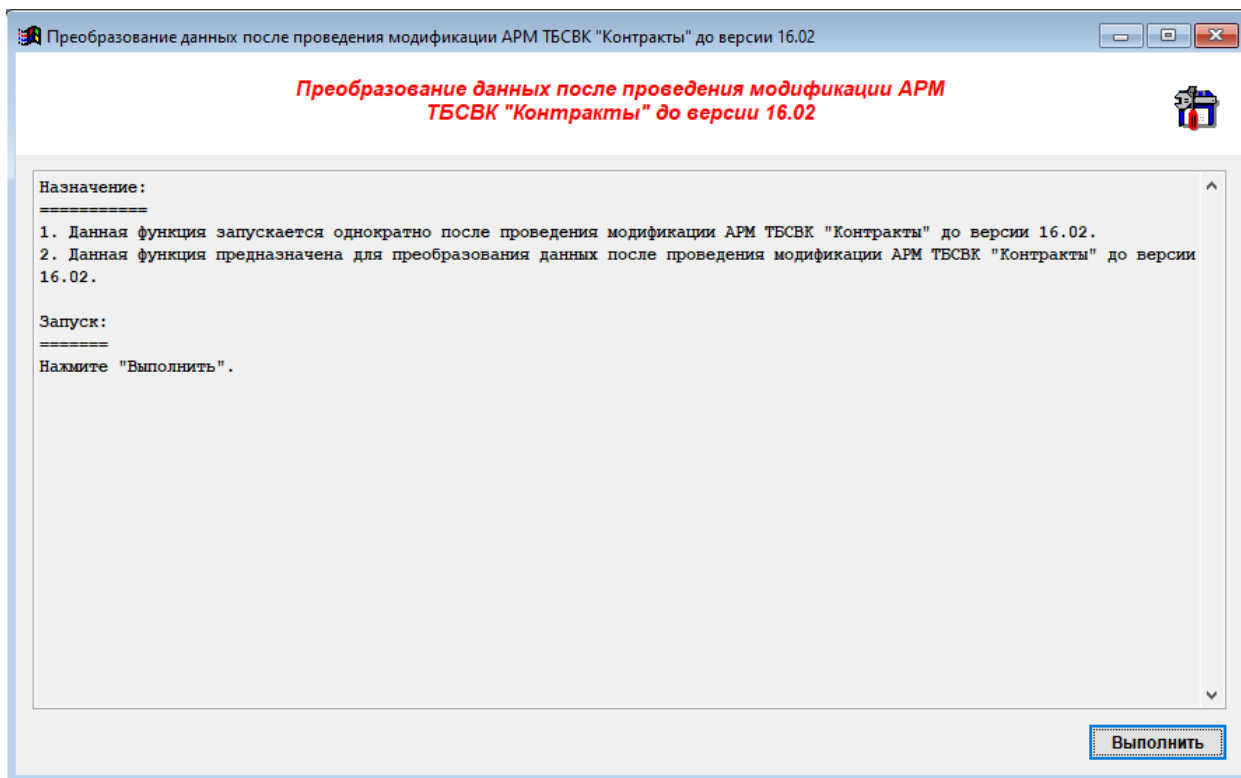 Преобразование данных после проведения модификации АРМ ТБСВК "Контракты" до версии 16.02
Преобразование данных после проведения модификации АРМ
ТБСВК "Контракты" до версии 16.02
Назначение:
===========
1. Данная функция запускается однократно после проведения модификации АРМ ТБСВК "Контракты" до версии 16.02.
2. Данная функция предназначена для преобразования данных после проведения модификации АРМ ТБСВК "Контракты" до версии
16.02.
Запуск:
=======
Нажмите "Выполнить".
Выполнить